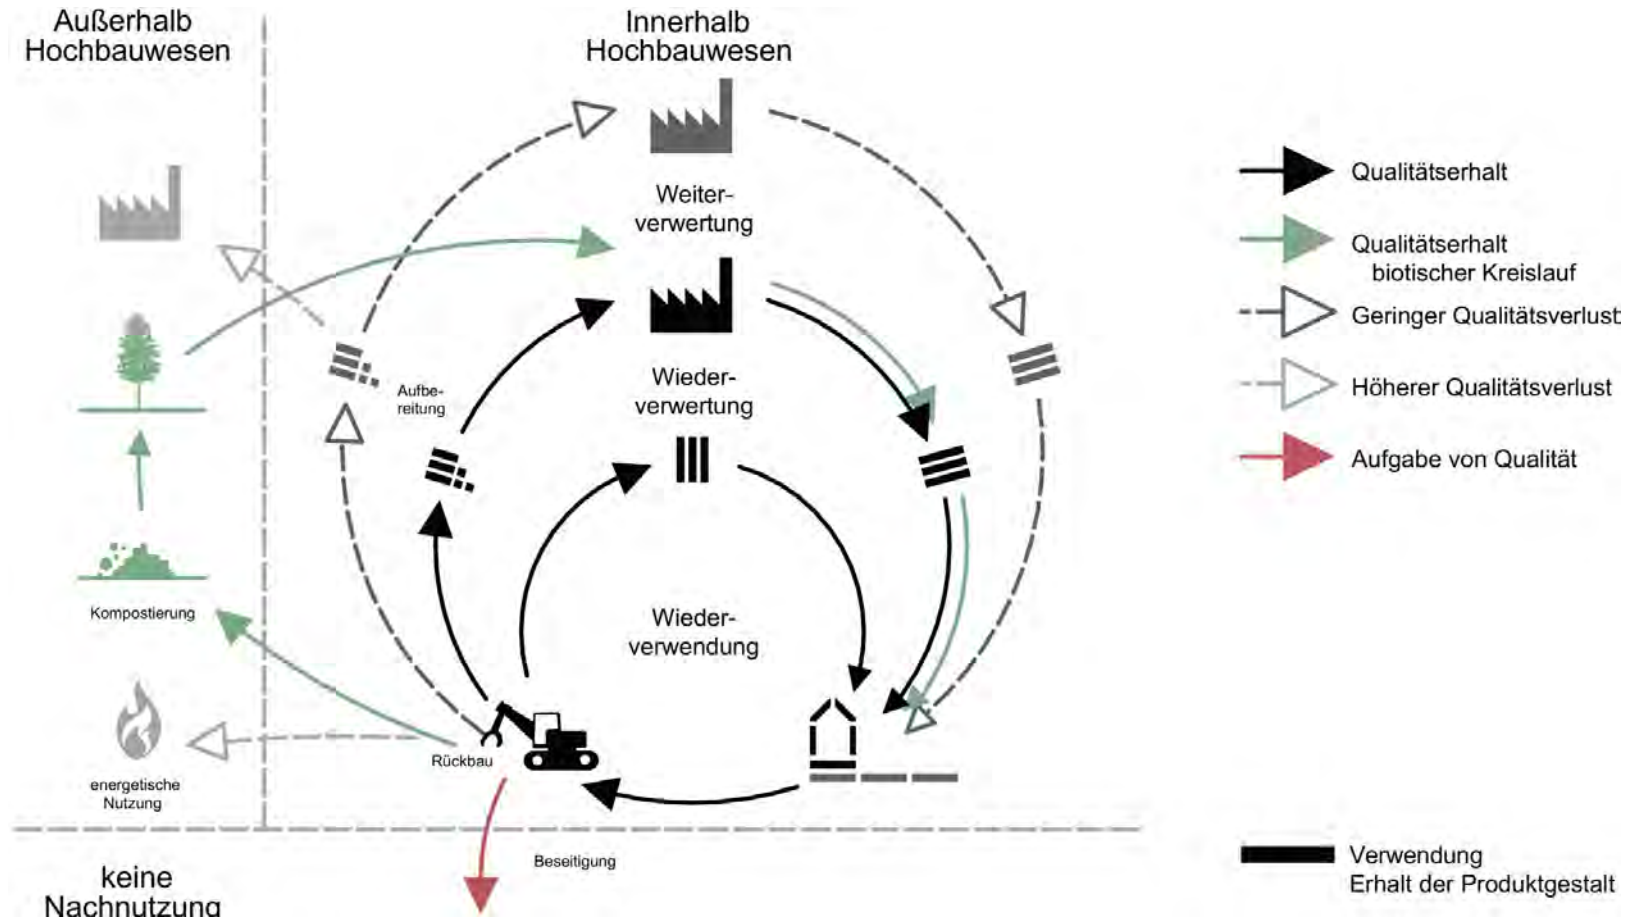 Außerhalb
Hochbauwesen
Innerhalb
Hochbauwesen
Weiter-
verwertung
Wieder-
verwertung
Aufbe-
reitung
Wieder-
verwendung
Kompostierung
energetische
Nutzung
Rückbau
Beseitigung
keine
Nachnutzung
Qualitätserhalt
Qualitätserhalt
biotischer Kreislauf
Geringer Qualitätsverlust
Höherer Qualitätsverlust
Aufgabe von Qualität
Verwendung
Erhalt der Produktgestalt